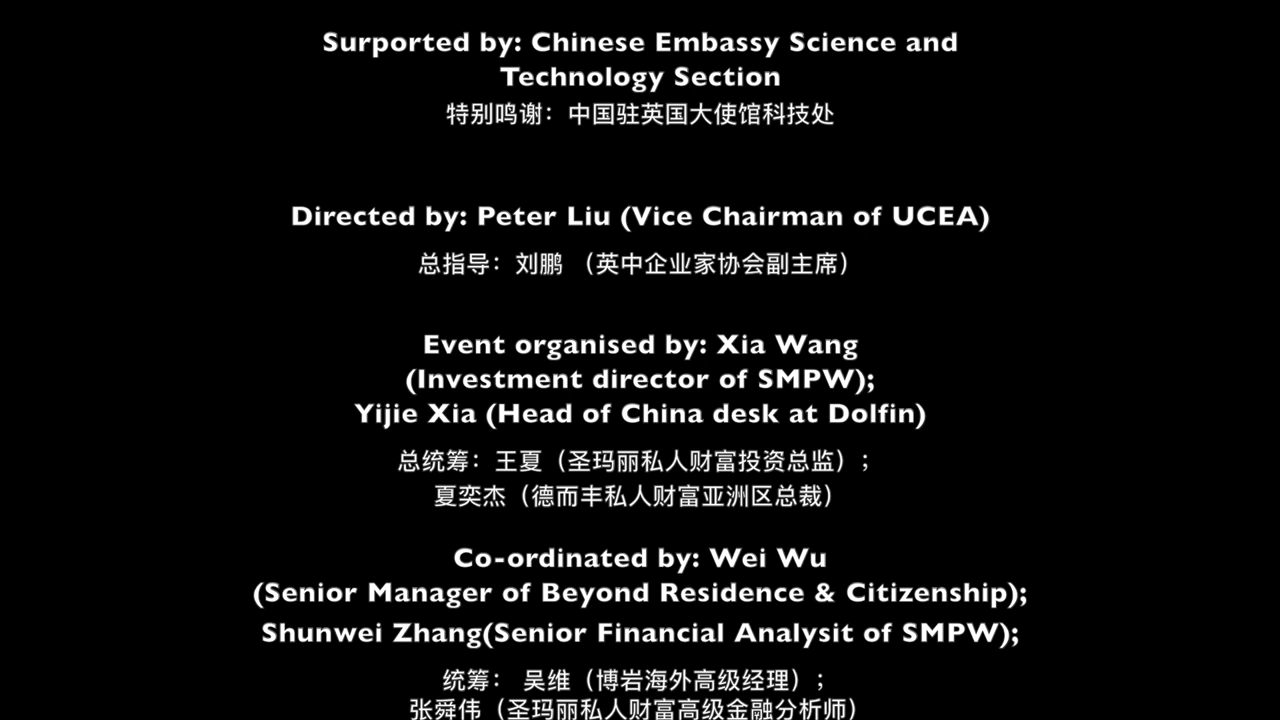 Surported by: Chinese Embassy Science and
Technology Section
特别鸣谢：中国驻英国大使馆科技处
Directed by: Peter Liu (Vice Chairman of UCEA)
总指导：刘鹏 （英中企业家协会副主席）
Event organised by: Xia Wang
(Investment director of SMPW);
Yijie Xia (Head of China desk at Dolfin)
总统筹：王夏（圣玛丽私人财富投资总监）；
夏奕杰（德而丰私人财富亚洲区总裁）
Co-ordinated by: Wei Wu
(Senior Manager of Beyond Residence & Citizenship);
Shunwei Zhang(Senior Financial Analysit of SMPW);
统筹： 吴维（博岩海外高级经理）；
张舜伟（圣玛丽私人财富高级金融分析师）